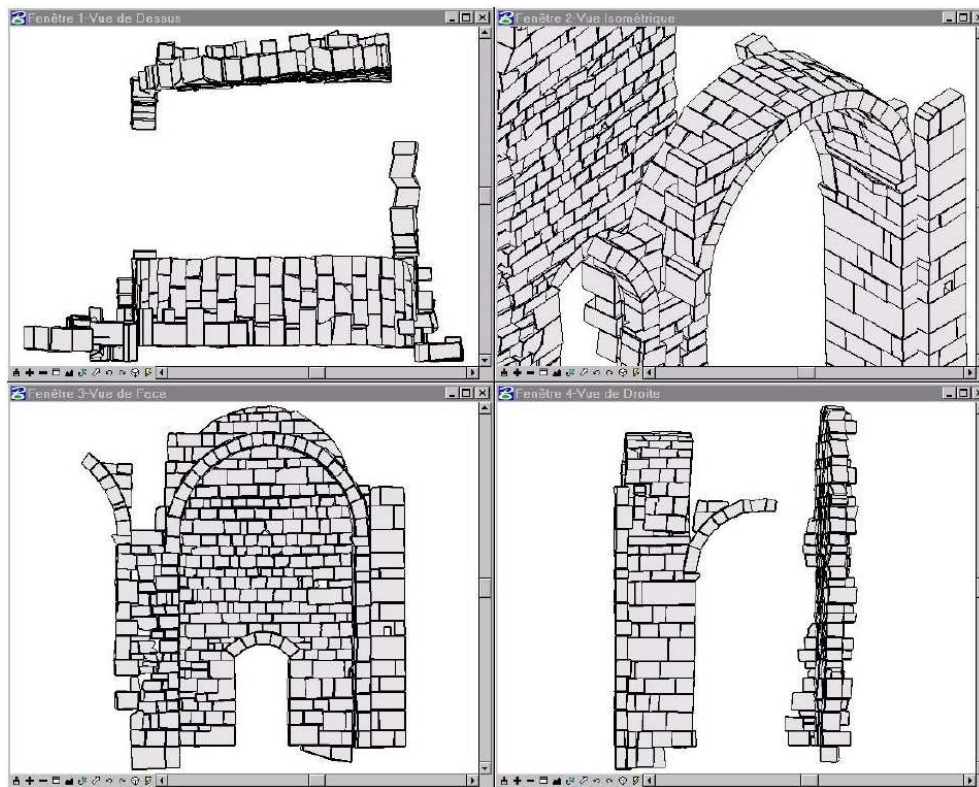 Fenêtre 1-Vue de Dessus
Fenêtre 2-Vue Isométrique
Fenêtre 3-Vue de Face
Fenêtre 4-Vue de Droite